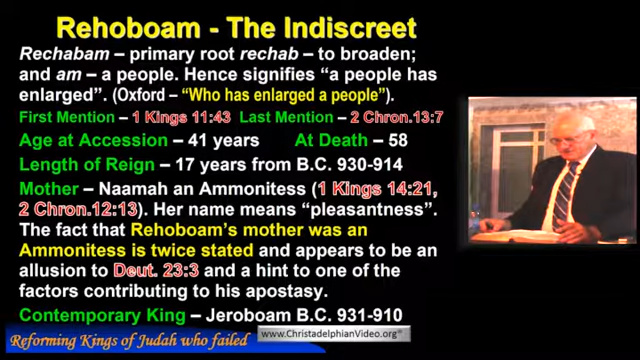 Rehoboam - The Indiscreet
Rechabam – primary root rechab – to broaden;
and am – a people. Hence signifies “a people has
enlarged”. (Oxford – “Who has enlarged a people”).
First Mention – 1 Kings 11:43 Last Mention – 2 Chron.13:7
Age at Accession – 41 years At Death – 58
Length of Reign – 17 years from B.C. 930-914
Mother – Naamah an Ammonitess (1 Kings 14:21,
2 Chron.12:13). Her name means “pleasantness”.
The fact that Rehoboam’s mother was an
Ammonitess is twice stated and appears to be an
allusion to Deut. 23:3 and a hint to one of the
factors contributing to his apostasy.
Contemporary King – Jeroboam B.C. 931-910
Reforming Kings of Judah who failed
www.ChristadelphianVideo.org®